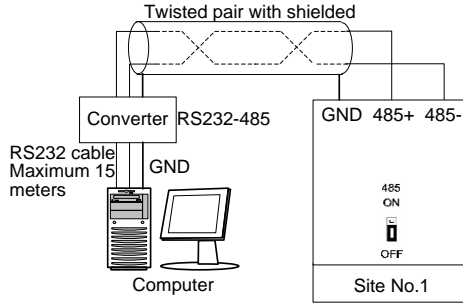 Twisted pair with shielded
Converter RS232-485
GND 485+ 485-
RS232 cable
Maximum 15
meters
GND
485
ON
OFF
Computer
Site No.1